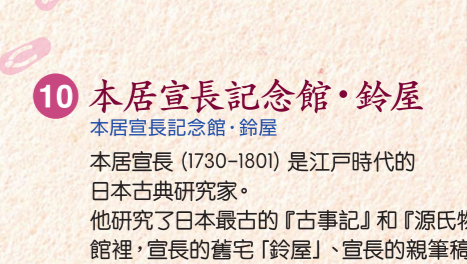 10 本居宣長記念館・鈴屋
本居宣長記念館・鈴屋
本居宣長 (1730-1801) 是江戸時代的
日本古典研究家。
他研究了日本最古的『古事記』和『源氏物
館裡，宣長的舊宅「鈴屋」、宣長的親筆稿